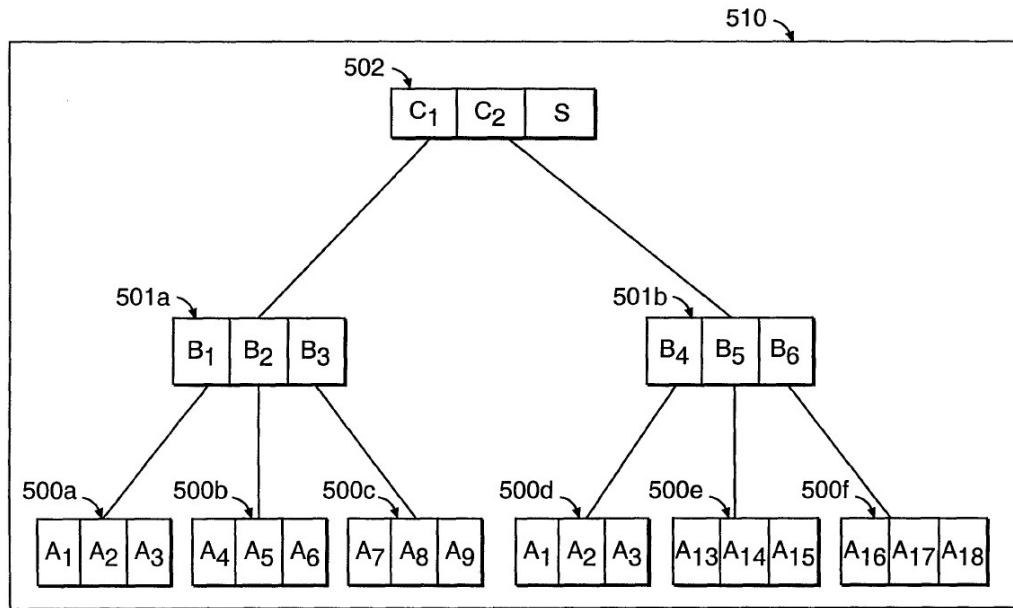 510
502
C1 C2 S
501a 501b
B1 B2 B3 B4 B5 B6
500a 500b 500c 500d 500e 500f
A1 A2 A3 A4 A5 A6 A7 A8 A9 A1 A2 A3 A13 A14 A15 A16 A17 A18